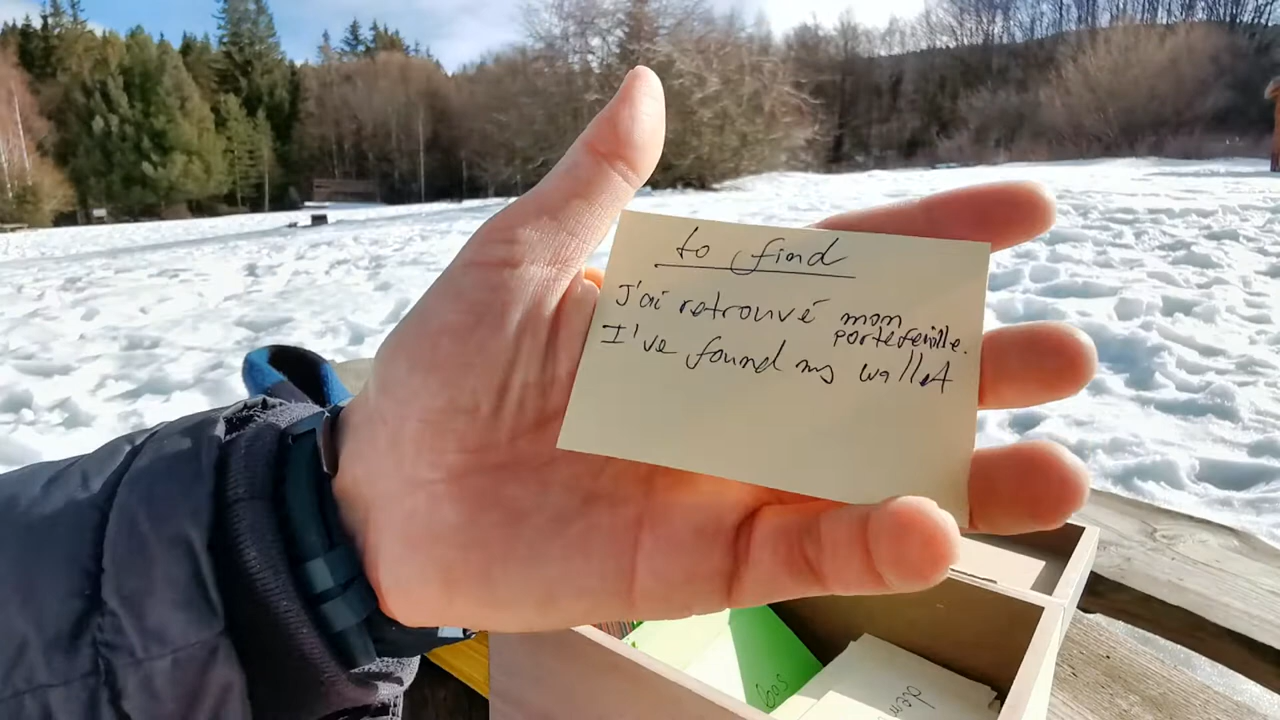 to find
J'ai retrouvé mon
portefeuille.
I've found my wallet